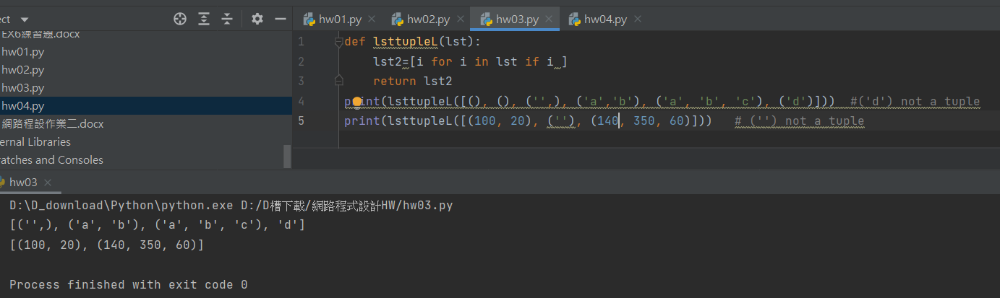 ect
hw01.py
hw02.py
hw03.py
hw04.py
EX6練習題.docx
hw01.py
hw02.py
hw03.py
hw04.py
網路程設作業二.docx
ernal Libraries
ratches and Consoles
1 def lsttupleL(lst):
2 lst2=[i for i in lst if i ]
3 return lst2
4 print(lsttupleL([(), (), ('',), ('a','b'), ('a', 'b', 'c'), ('d')])) #('d') not a tuple
5 print(lsttupleL([(100, 20), (''), (140, 350, 60)])) # ('') not a tuple
hw03
D:\D_download\Python\python.exe D:/D槽下載/網路程式設計HW/hw03.py
[('',), ('a', 'b'), ('a', 'b', 'c'), 'd']
[(100, 20), (140, 350, 60)]
Process finished with exit code 0